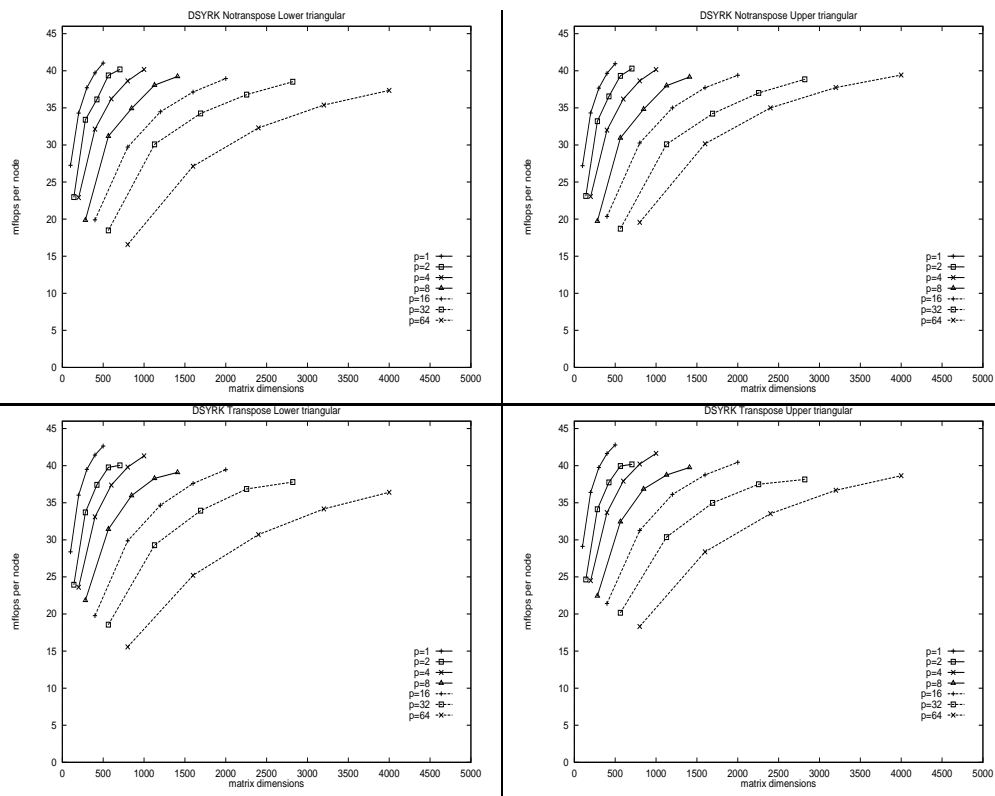 DSYRK Notranspose Lower triangular
45
40
35
30
25
20
15
10
5
0
mflops per node
p=1
p=2
p=4
p=8
p=16
p=32
p=64
0 500 1000 1500 2000 2500 3000 3500 4000 4500 5000
matrix dimensions
DSYRK Notranspose Upper triangular
45
40
35
30
25
20
15
10
5
0
mflops per node
p=1
p=2
p=4
p=8
p=16
p=32
p=64
0 500 1000 1500 2000 2500 3000 3500 4000 4500 5000
matrix dimensions
DSYRK Transpose Lower triangular
45
40
35
30
25
20
15
10
5
0
mflops per node
p=1
p=2
p=4
p=8
p=16
p=32
p=64
0 500 1000 1500 2000 2500 3000 3500 4000 4500 5000
matrix dimensions
DSYRK Transpose Upper triangular
45
40
35
30
25
20
15
10
5
0
mflops per node
p=1
p=2
p=4
p=8
p=16
p=32
p=64
0 500 1000 1500 2000 2500 3000 3500 4000 4500 5000
matrix dimensions